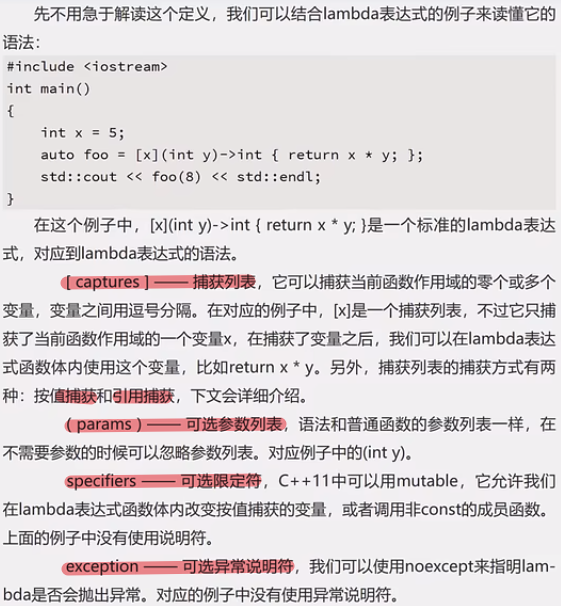 先不用急于解读这个定义，我们可以结合lambda表达式的例子来读懂它的
语法：
#include <iostream>
int main()
{
    int x = 5;
    auto foo = [x](int y)->int { return x * y; };
    std::cout << foo(8) << std::endl;
}
在这个例子中，[x](int y)->int { return x * y; }是一个标准的lambda表达
式，对应到lambda表达式的语法。
[ captures ] —— 捕获列表，它可以捕获当前函数作用域的零个或多个
变量，变量之间用逗号分隔。在对应的例子中，[x]是一个捕获列表，不过它只捕
获了当前函数作用域的一个变量x，在捕获了变量之后，我们可以在lambda表达
式函数体内使用这个变量，比如return x * y。另外，捕获列表的捕获方式有两
种：按值捕获和引用捕获，下文会详细介绍。
( params ) —— 可选参数列表，语法和普通函数的参数列表一样，在
不需要参数的时候可以忽略参数列表。对应例子中的(int y)。
specifiers —— 可选限定符，C++11中可以用mutable，它允许我们
在lambda表达式函数体内改变按值捕获的变量，或者调用非const的成员函数。
上面的例子中没有使用说明符。
exception —— 可选异常说明符，我们可以使用noexcept来指明lam-
bda是否会抛出异常。对应的例子中没有使用异常说明符。